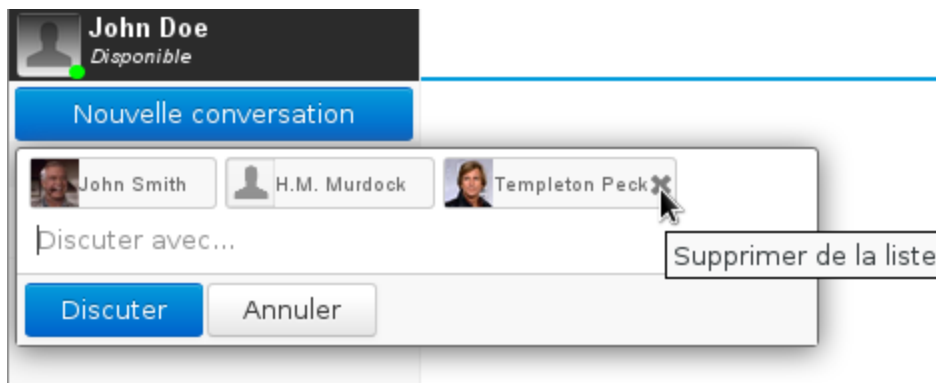 John Doe
Disponible
Nouvelle conversation
John Smith H.M. Murdock Templeton Peck
Discuter avec...
Supprimer de la liste
Discuter Annuler